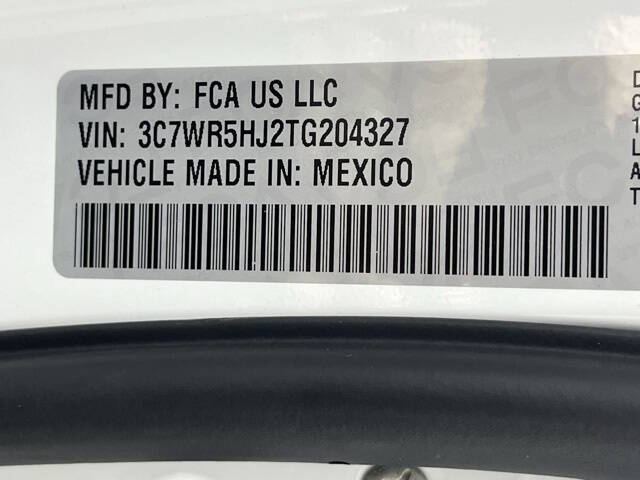 MFD BY: FCA US LLC
VIN: 3C7WR5HJ2TG204327
VEHICLE MADE IN: MEXICO